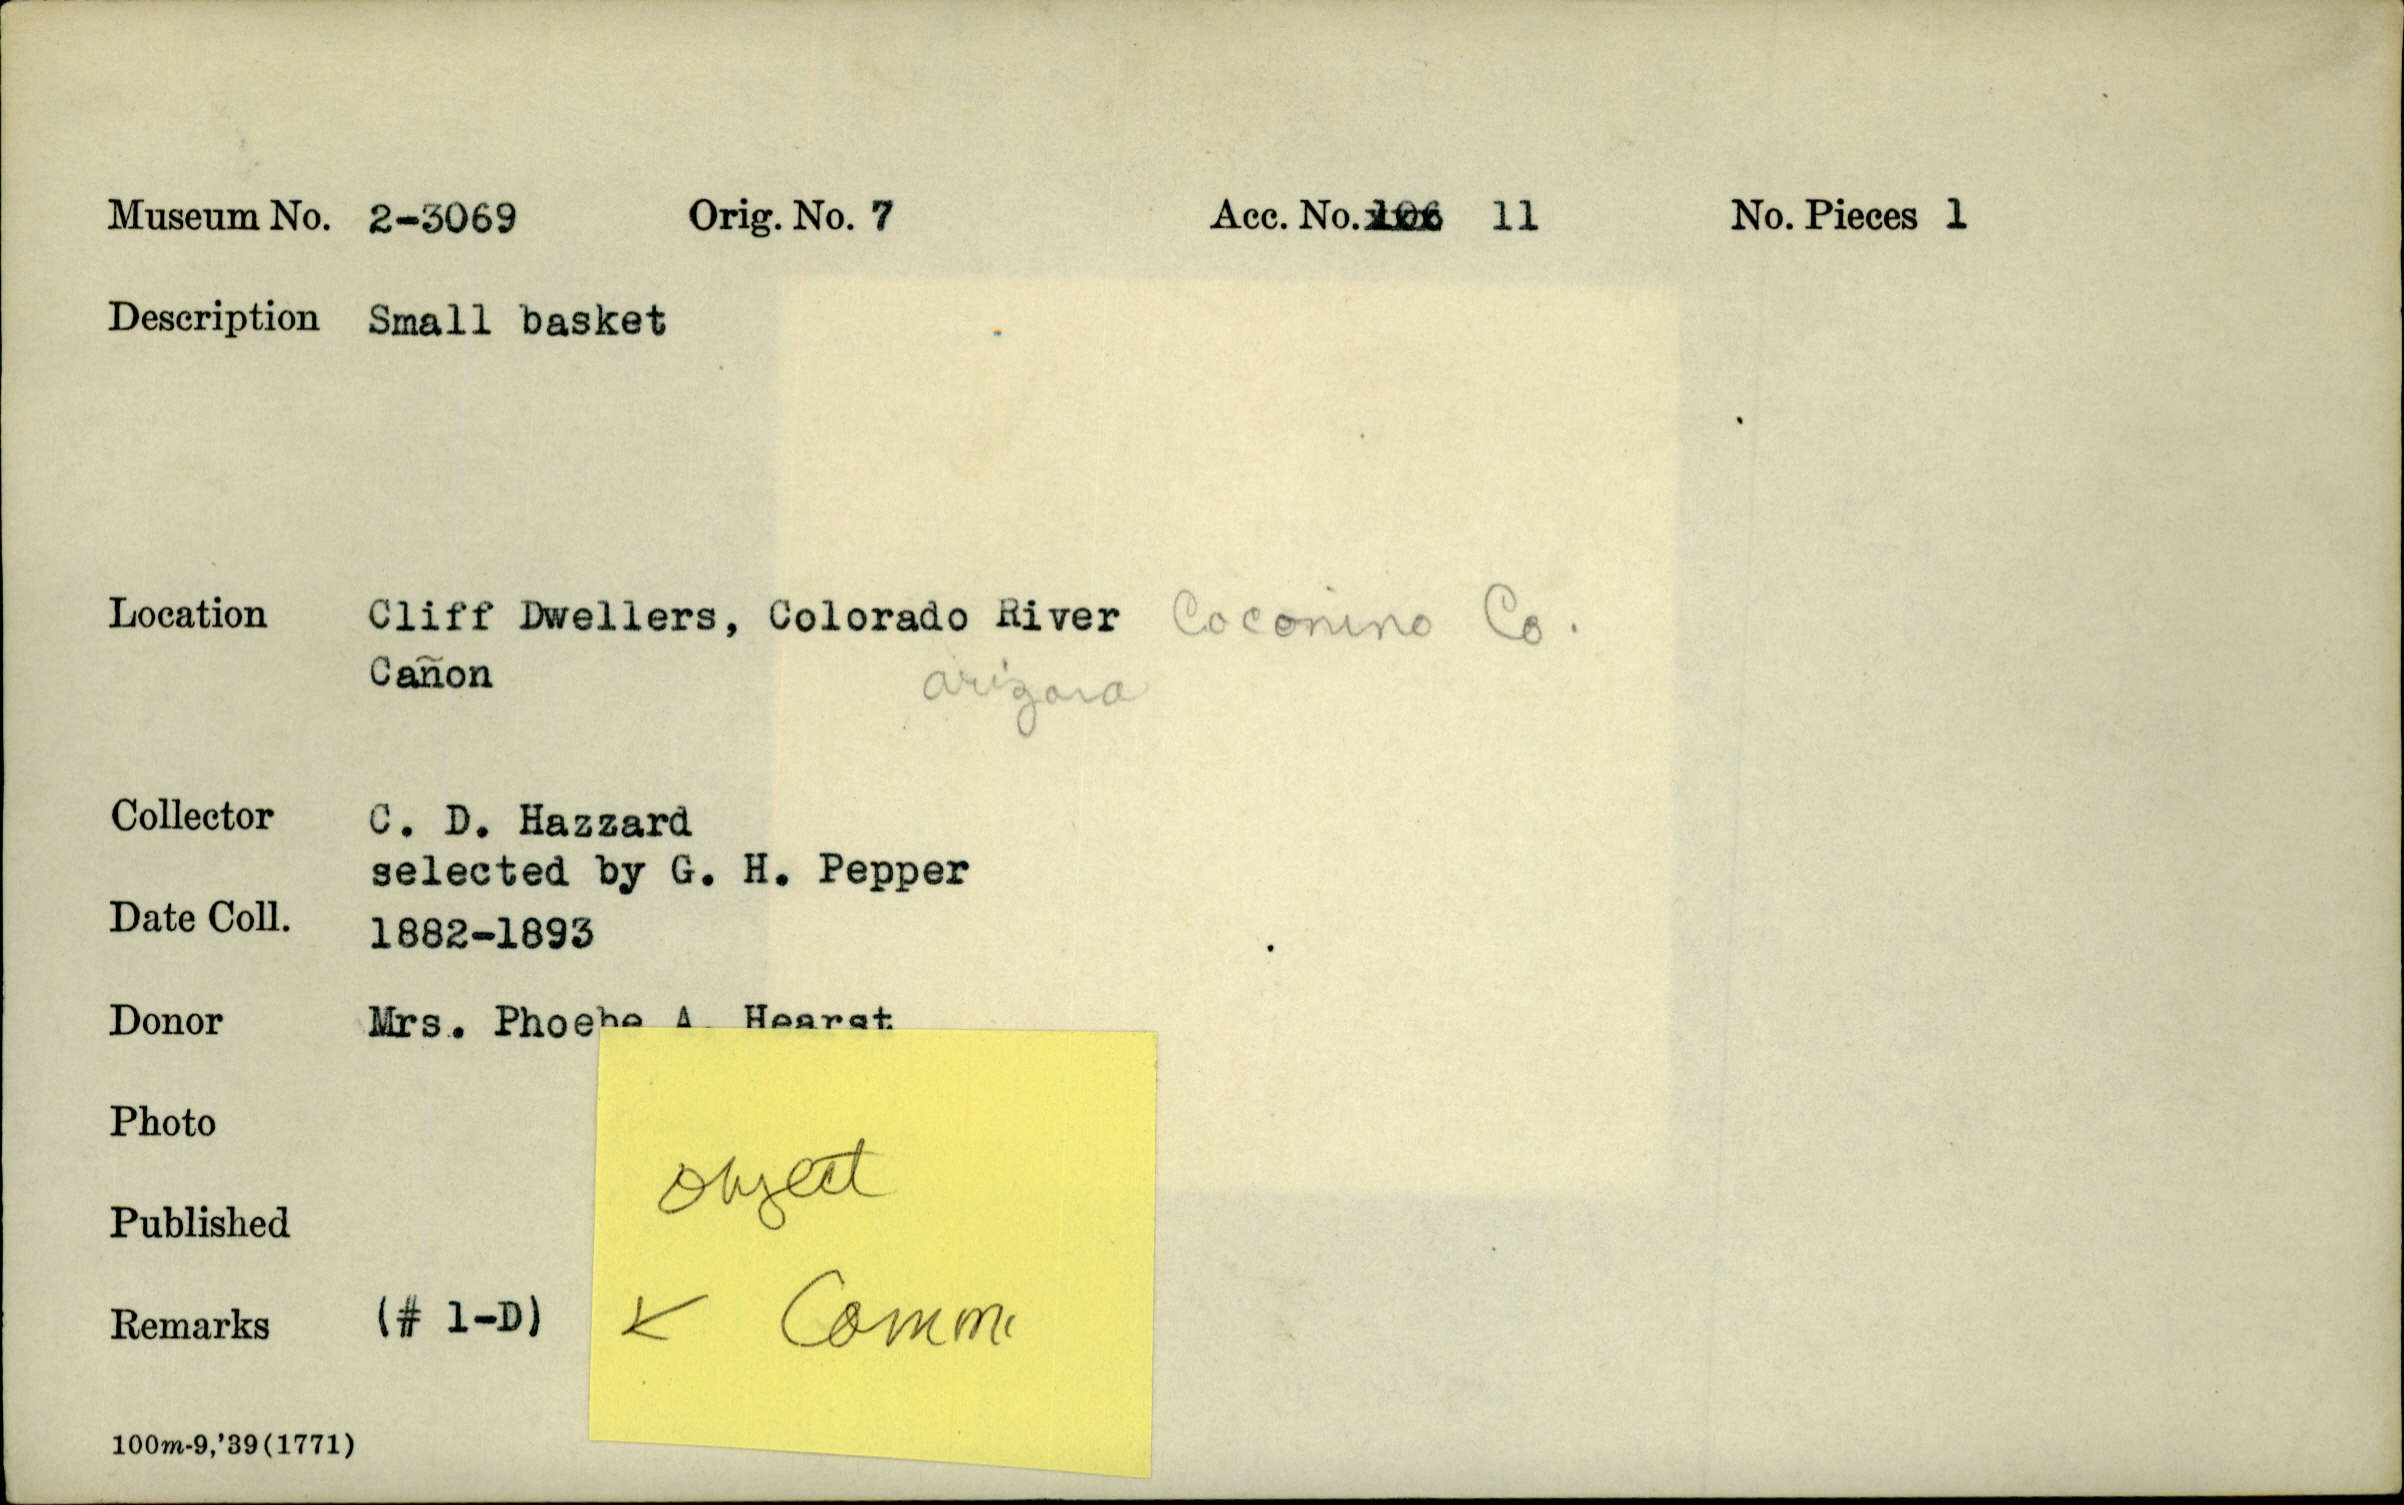 Museum No. 2-3069 Orig. No. 7 Acc. No. 106 11 No. Pieces 1
Description Small basket
Location Cliff Dwellers, Colorado River Coconino Co.
Cañon arizona
Collector C. D. Hazzard
selected by G. H. Pepper
Date Coll. 1882-1893
Donor Mrs. Phoebe A. Hearst
Photo
object
Published
Remarks (# 1-D) Comm.
100m-9,'39(1771)